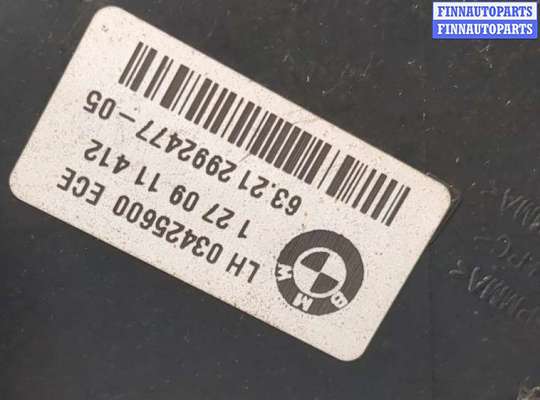 FINNAUTOPARTS
FINNAUTOPARTS
BMW
LH 03425600 ECE
1 27 09 11 412
63.21 2992477-05